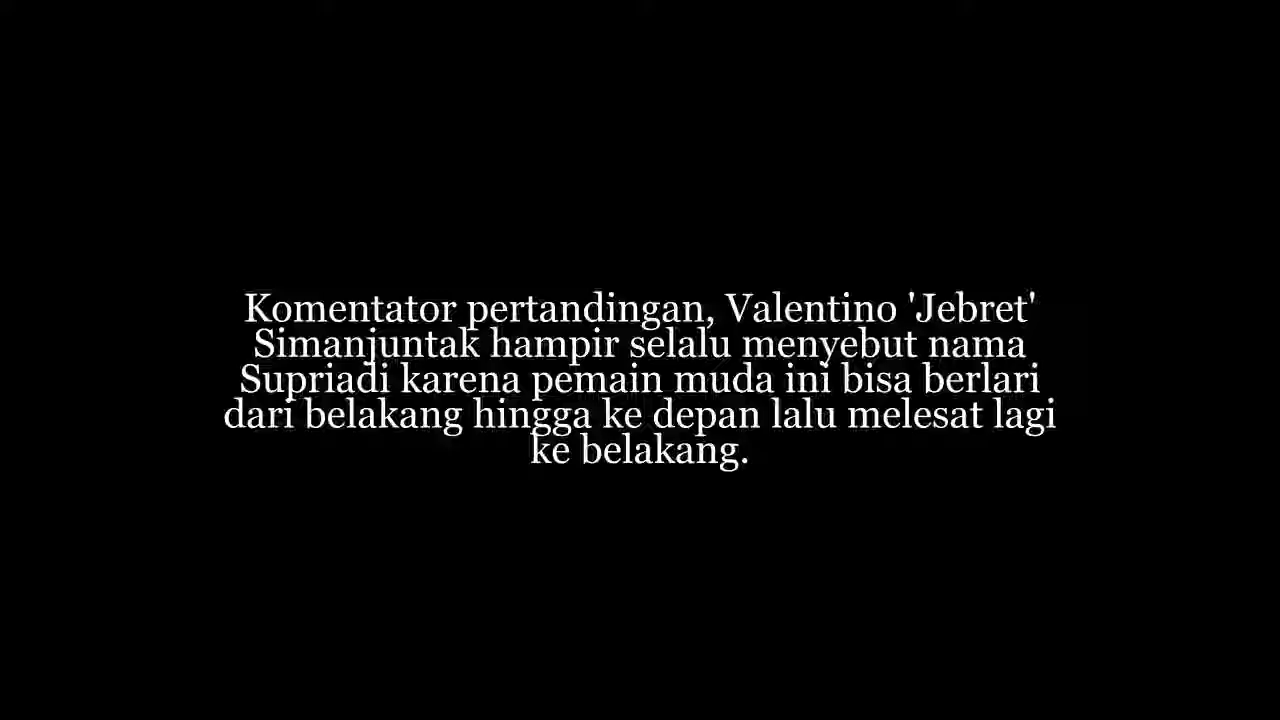 Komentator pertandingan, Valentino 'Jebret'
Simanjuntak hampir selalu menyebut nama
Supriadi karena pemain muda ini bisa berlari
dari belakang hingga ke depan lalu melesat lagi
ke belakang.